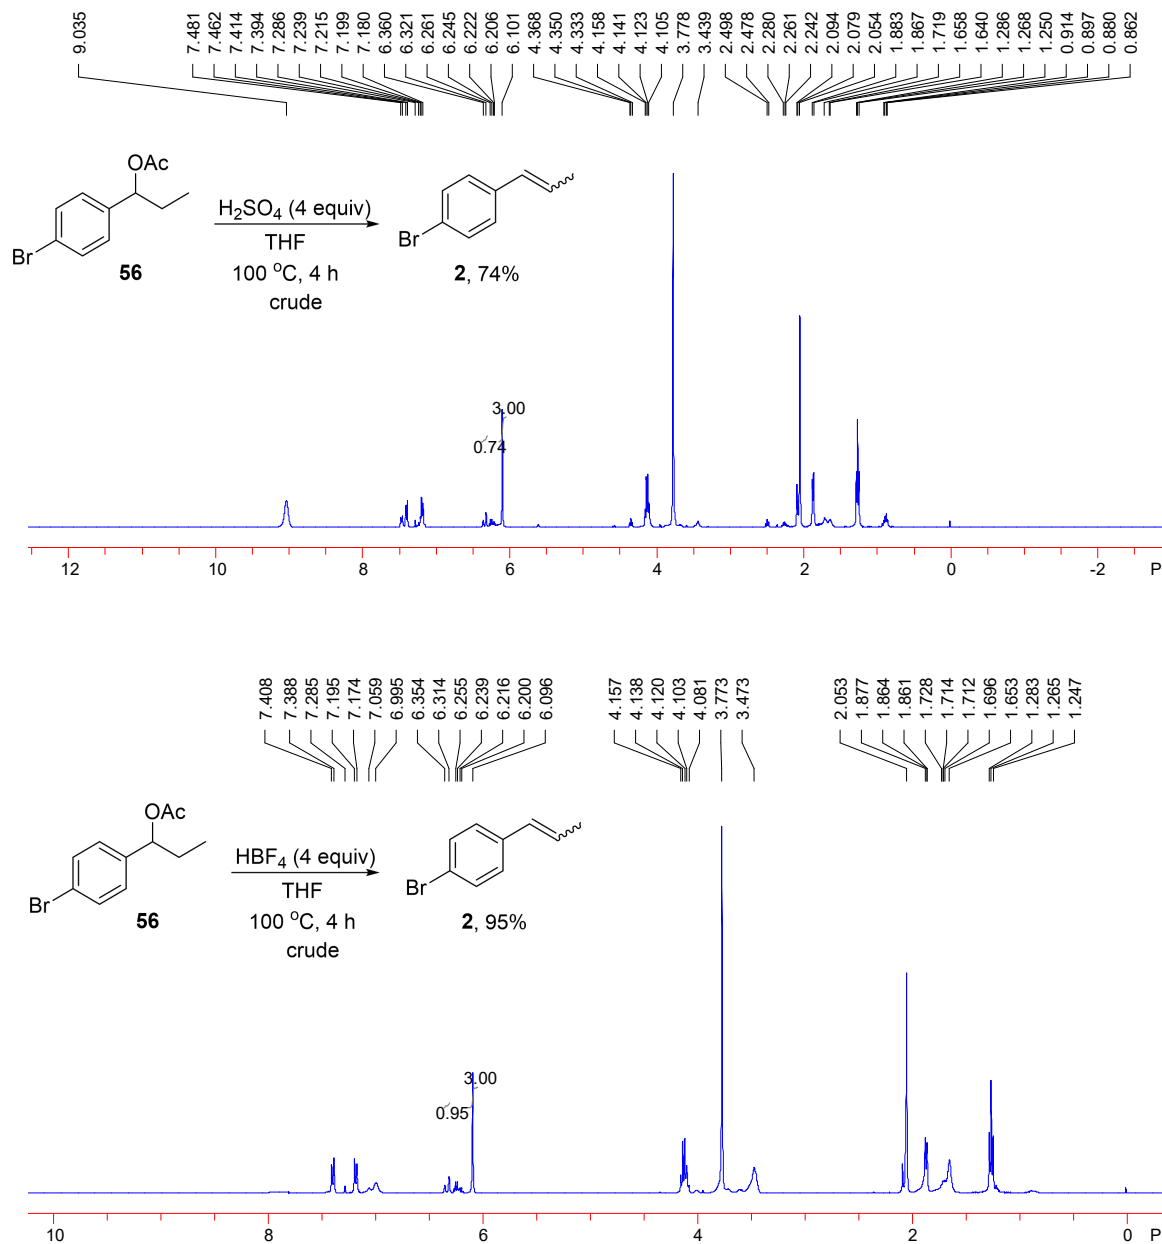 9.035 7.481 7.462 7.414 7.394 7.286 7.239 7.215 7.199 7.180 6.360 6.321 6.261 6.245 6.222 6.206 6.101 4.368 4.350 4.333 4.158 4.141 4.123 4.105 3.778 3.439 2.498 2.478 2.280 2.261 2.242 2.094 2.079 2.054 1.883 1.867 1.719 1.658 1.640 1.286 1.268 1.250 0.914 0.897 0.880 0.862
OAc
Br
56
H2SO4 (4 equiv)
THF
100 °C, 4 h
crude
Br
2, 74%
3.00
0.74
12 10 8 6 4 2 0 -2 P
7.408 7.388 7.285 7.195 7.174 7.059 6.995 6.354 6.314 6.255 6.239 6.216 6.200 6.096 4.157 4.138 4.120 4.103 4.081 3.773 3.473 2.053 1.877 1.864 1.861 1.728 1.714 1.712 1.696 1.653 1.283 1.265 1.247
OAc
Br
56
HBF4 (4 equiv)
THF
100 °C, 4 h
crude
Br
2, 95%
3.00
0.95
10 8 6 4 2 0 P